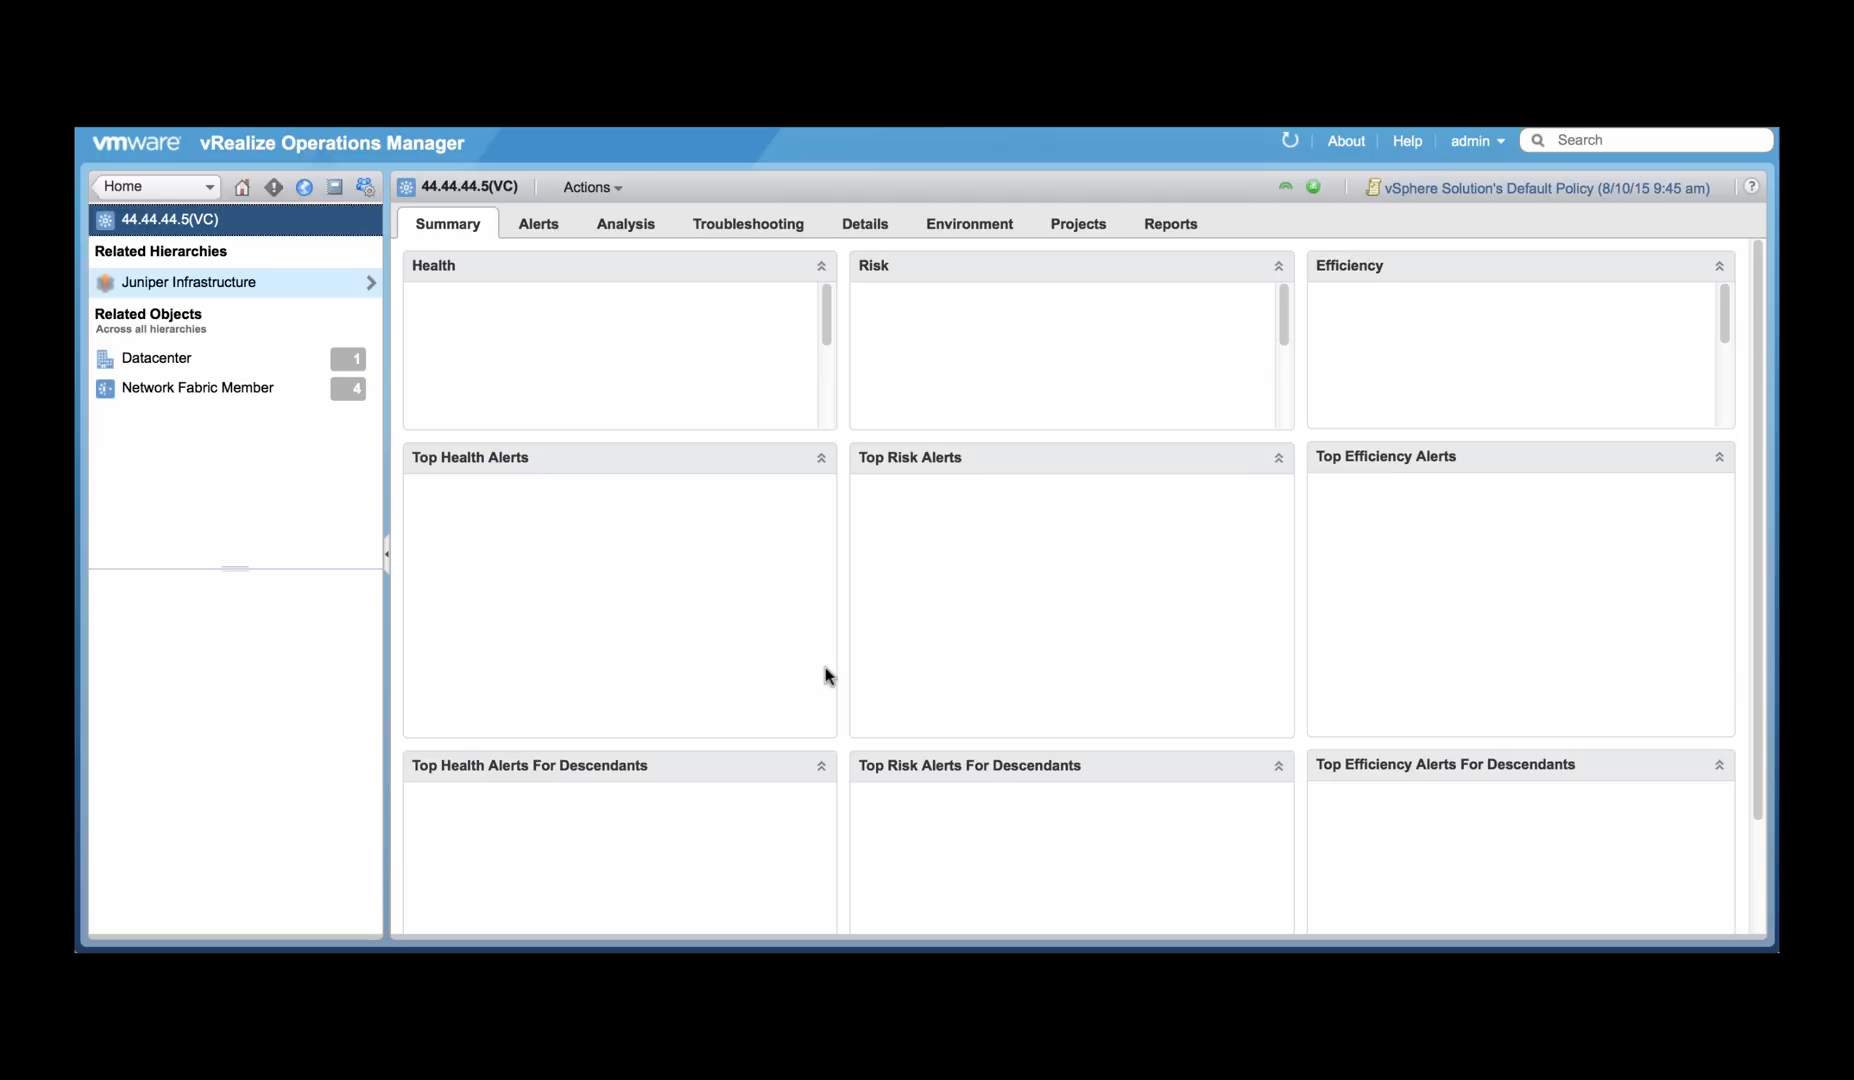 vmware vRealize Operations Manager
About Help admin Search
Home
44.44.44.5(VC) Actions
vSphere Solution's Default Policy (8/10/15 9:45 am) ?
44.44.44.5(VC)
Related Hierarchies
Juniper Infrastructure
Related Objects
Across all hierarchies
Datacenter 1
Network Fabric Member 4
Summary Alerts Analysis Troubleshooting Details Environment Projects Reports
Health Risk Efficiency
Top Health Alerts Top Risk Alerts Top Efficiency Alerts
Top Health Alerts For Descendants Top Risk Alerts For Descendants Top Efficiency Alerts For Descendants